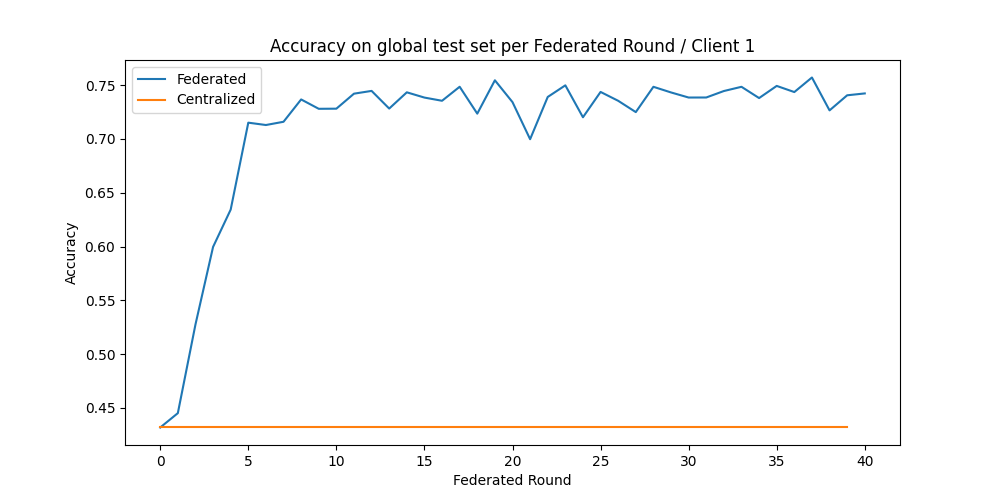 Accuracy on global test set per Federated Round / Client 1
Federated
Centralized
0.75
0.70
0.65
0.60
0.55
0.50
0.45
Accuracy
0 5 10 15 20 25 30 35 40
Federated Round